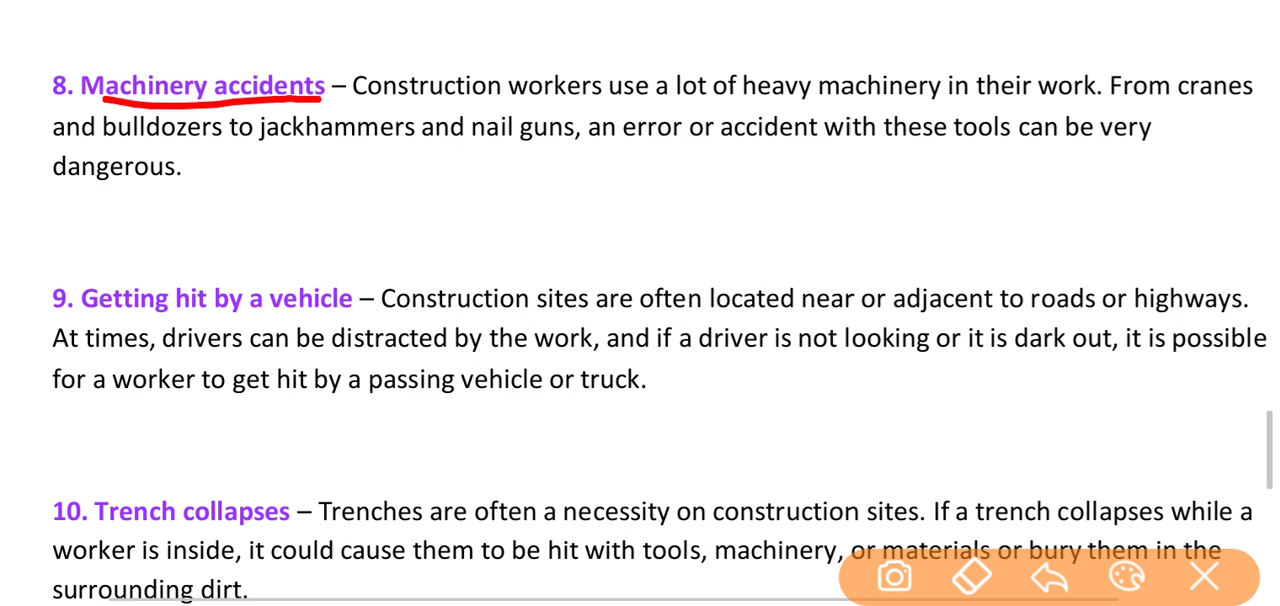 8. Machinery accidents – Construction workers use a lot of heavy machinery in their work. From cranes
and bulldozers to jackhammers and nail guns, an error or accident with these tools can be very
dangerous.
9. Getting hit by a vehicle – Construction sites are often located near or adjacent to roads or highways.
At times, drivers can be distracted by the work, and if a driver is not looking or it is dark out, it is possible
for a worker to get hit by a passing vehicle or truck.
10. Trench collapses – Trenches are often a necessity on construction sites. If a trench collapses while a
worker is inside, it could cause them to be hit with tools, machinery, or materials or bury them in the
surrounding dirt.